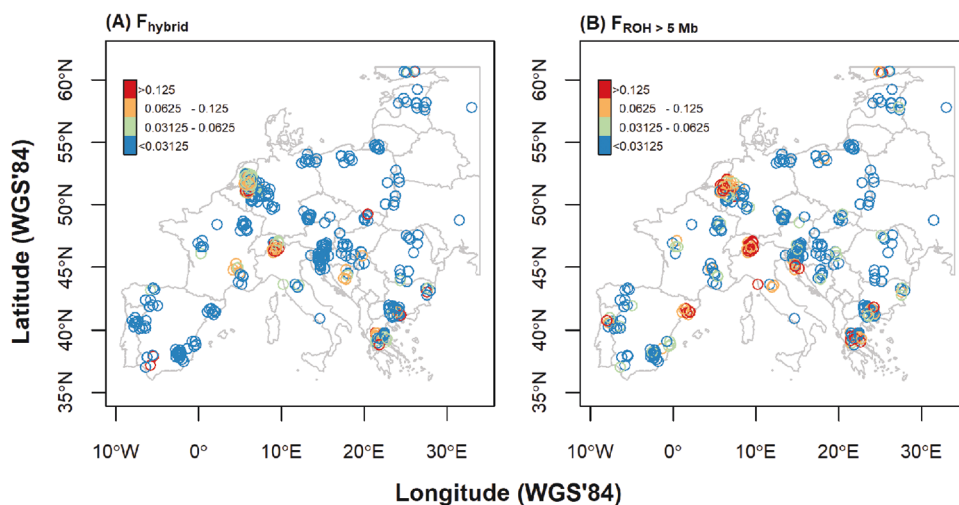 (A) Fhybrid
(B) FROH > 5 Mb
60°N
55°N
50°N
45°N
40°N
35°N
>0.125
0.0625 - 0.125
0.03125 - 0.0625
<0.03125
10°W
0°
10°E
20°E
30°E
60°N
55°N
50°N
45°N
40°N
35°N
>0.125
0.0625 - 0.125
0.03125 - 0.0625
<0.03125
10°W
0°
10°E
20°E
30°E
Latitude (WGS'84)
Longitude (WGS'84)